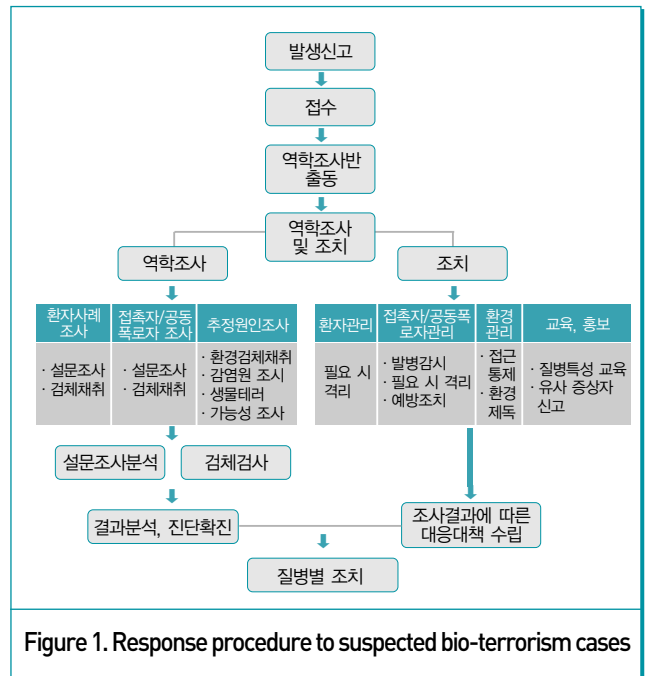 발생신고
접수
역학조사반
출동
역학조사
및 조치
역학조사
조치
환자사례
조사
접촉자/공동
폭로자 조사
추정원인조사
· 설문조사
· 검체채취
· 설문조사
· 검체채취
· 환경검체채취
· 감염원 조시
· 생물테러
· 가능성 조사
환자관리
접촉자/공동폭
로자관리
환경
관리
교육, 홍보
필요 시
격리
· 발병감시
· 필요 시 격리
· 예방조치
· 접근
통제
· 환경
제독
· 질병특성 교육
· 유사 증상자
신고
설문조사분석
검체검사
결과분석, 진단확진
조사결과에 따른
대응대책 수립
질병별 조치
Figure 1. Response procedure to suspected bio-terrorism cases